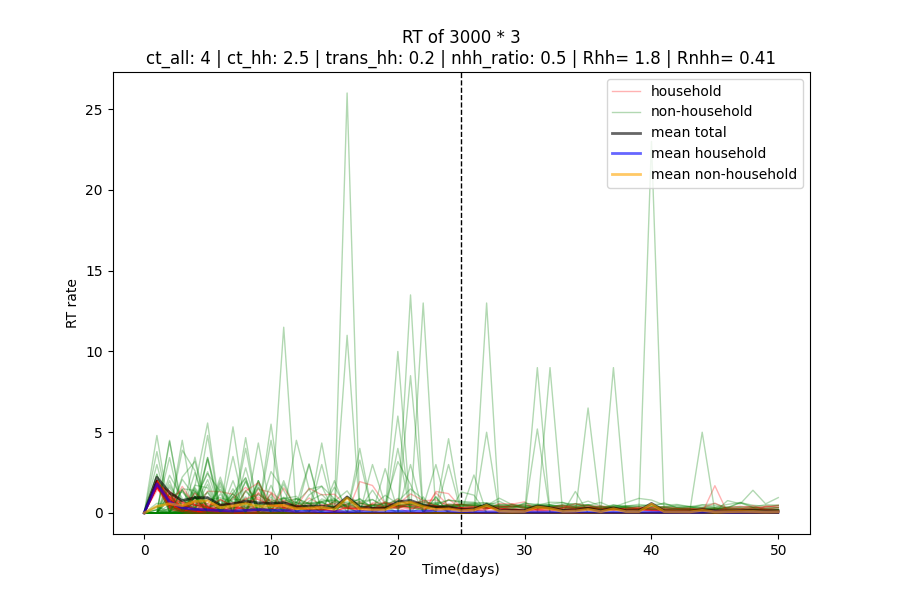 RT of 3000 * 3
ct_all: 4 | ct_hh: 2.5 | trans_hh: 0.2 | nhh_ratio: 0.5 | Rhh= 1.8 | Rnhh= 0.41
household
non-household
mean total
mean household
mean non-household
RT rate
25
20
15
10
5
0
0 10 20 30 40 50
Time(days)